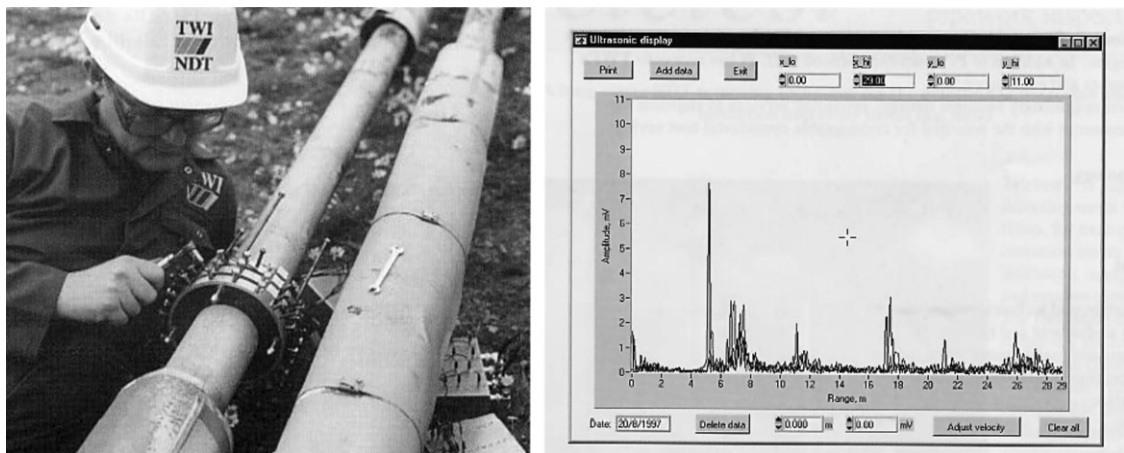 TWI
NDT
TWI
Ultrasonic display
Print
Add data
Exit
x_lo
x_hi
y_lo
y_hi
0.00
29.00
0.00
11.00
11
10
9
8
7
6
5
4
3
2
1
0
Amplitude, mV
0 2 4 6 8 10 12 14 16 18 20 22 24 26 28 29
Range, m
Date: 20/8/1997
Delete data
0.000 m
0.00 mV
Adjust velocity
Clear all